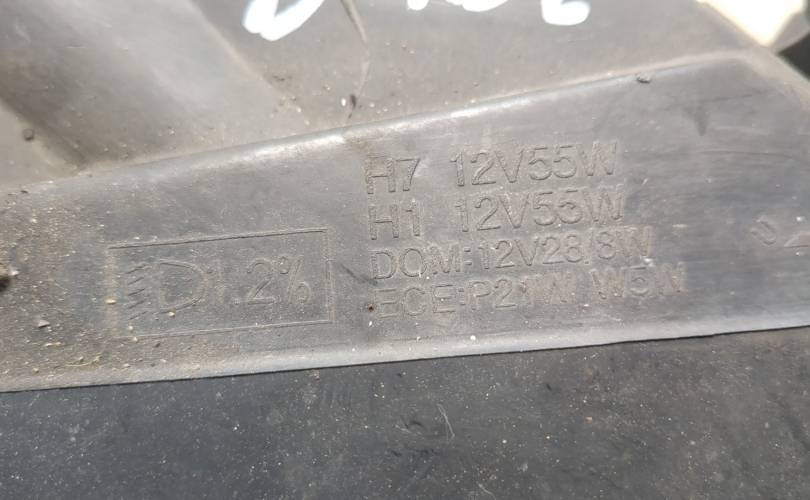 H7 12V55W
H1 12V55W
DOM:12V28/8W
ECE:P21W W5W
1.2%